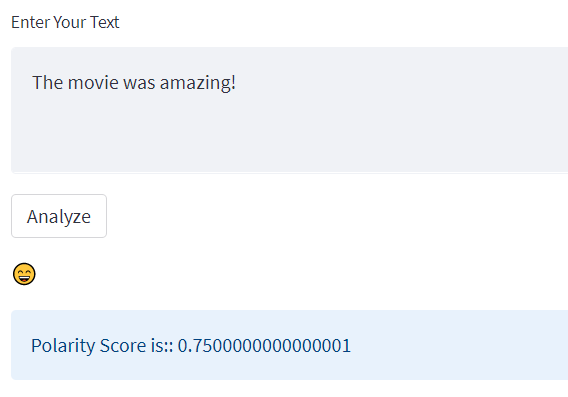 Enter Your Text
The movie was amazing!
Analyze
Polarity Score is:: 0.7500000000000001